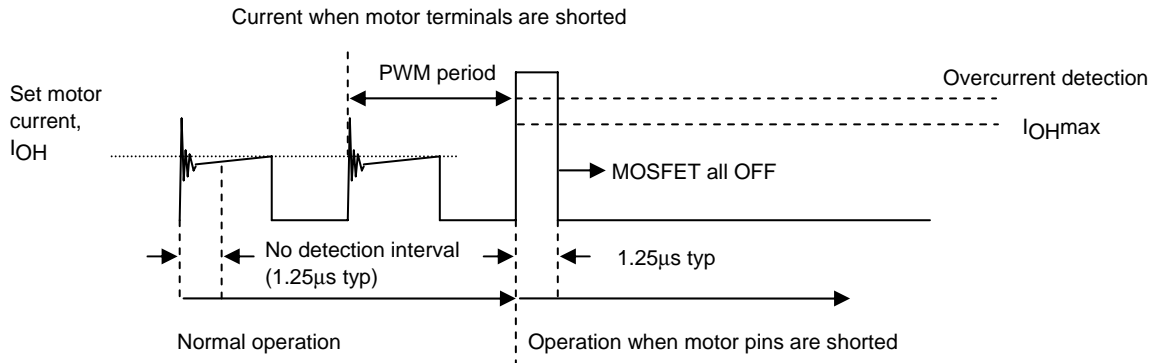 Current when motor terminals are shorted
PWM period
Overcurrent detection
Set motor
current,
IOH
IOHmax
MOSFET all OFF
No detection interval
(1.25μs typ)
1.25μs typ
Normal operation
Operation when motor pins are shorted